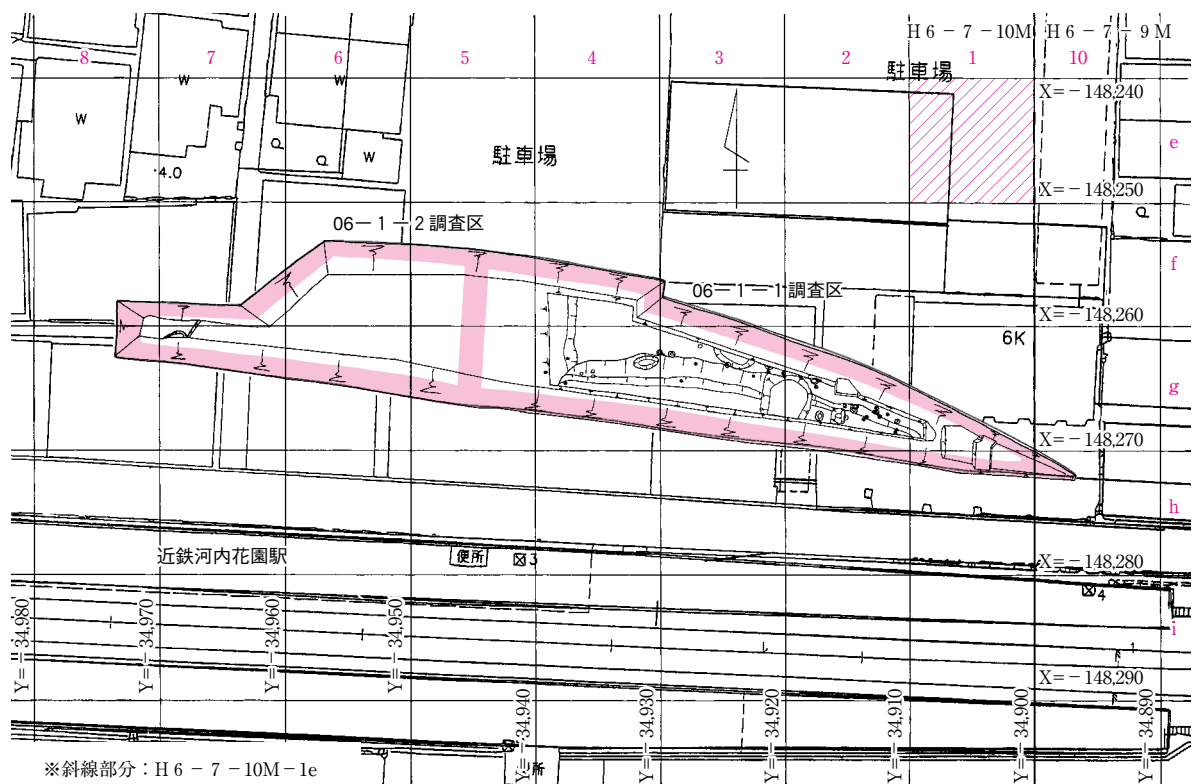 H6-7-10M H6-7-9M
8 7 6 5 4 3 2 1 10
駐車場
X=-148,240
W
W
W
W
e
駐車場
・4.0
X=-148,250
06-1-2調査区
f
06-1-1調査区
X=-148,260
6K
g
X=-148,270
h
近鉄河内花園駅
便所
3
X=-148,280
4
i
1
X=-148,290
Y=-34,980
Y=-34,970
Y=-34,960
Y=-34,950
Y=-34,940
Y=-34,930
Y=-34,920
Y=-34,910
Y=-34,900
Y=-34,890
所
※斜線部分：H6-7-10M-1e